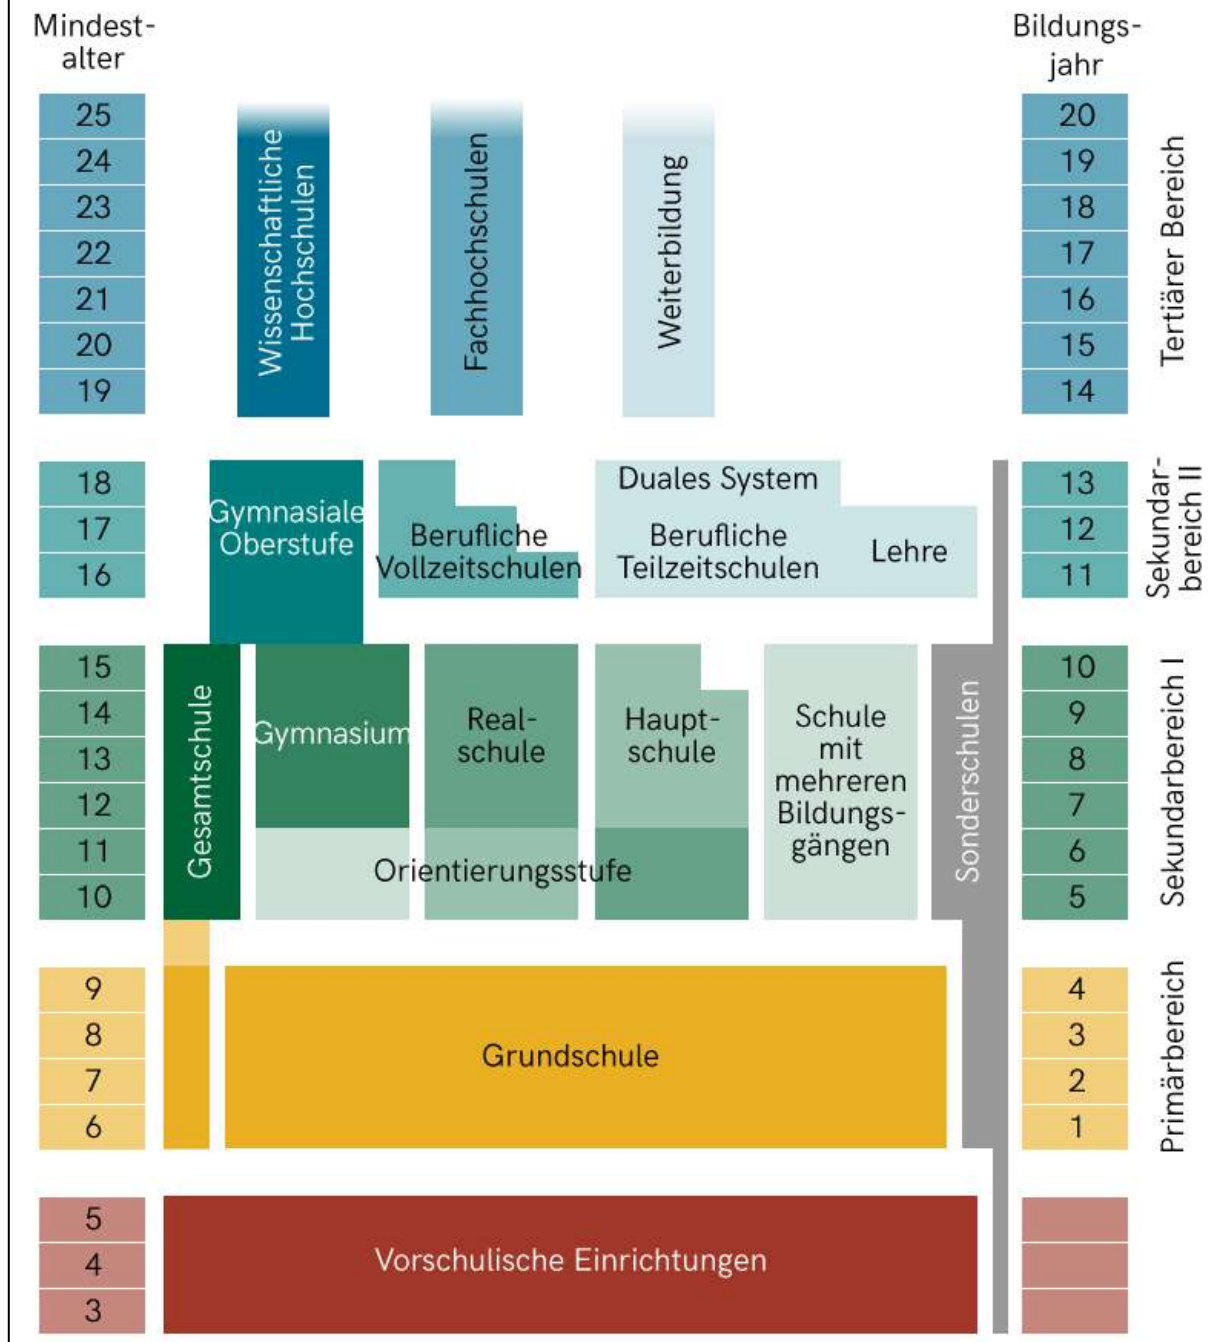 Mindest-
alter
Bildungs-
jahr
25
24
23
22
21
20
19
Wissenschaftliche
Hochschulen
Fachhochschulen
Weiterbildung
20
19
18
17
16
15
14
Tertiärer Bereich
18
17
16
Gymnasiale
Oberstufe
Berufliche
Vollzeitschulen
Duales System
Berufliche
Teilzeitschulen
Lehre
13
12
11
Sekundar-
bereich II
15
14
13
12
11
10
Gesamtschule
Gymnasium
Real-
schule
Haupt-
schule
Schule
mit
mehreren
Bildungs-
gängen
Orientierungsstufe
Sonderschulen
10
9
8
7
6
5
Sekundarbereich I
9
8
7
6
Grundschule
4
3
2
1
Primärbereich
5
4
3
Vorschulische Einrichtungen